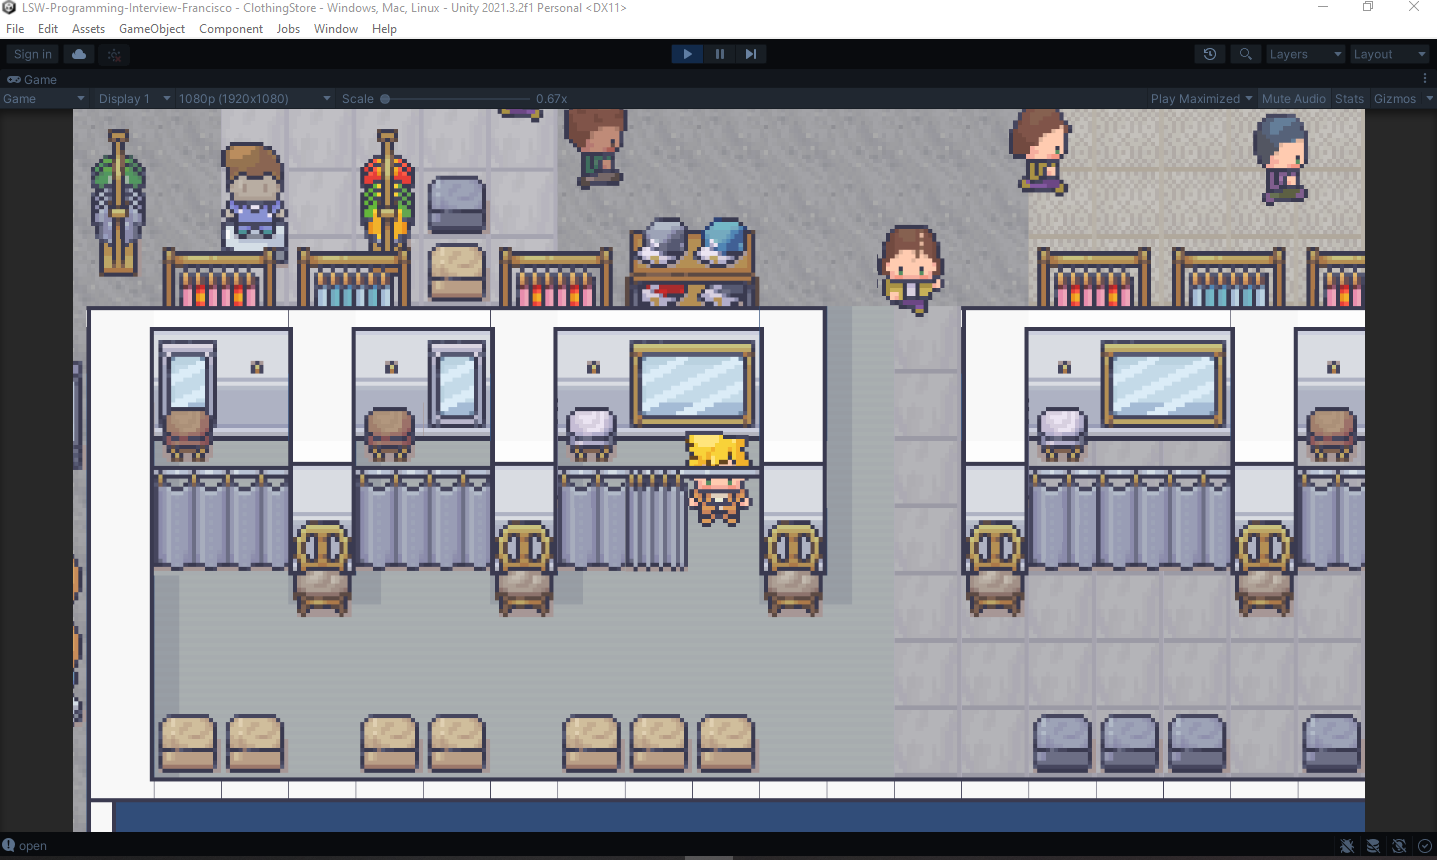 LSW-Programming-Interview-Francisco - ClothingStore - Windows, Mac, Linux - Unity 2021.3.2f1 Personal <DX11>
File Edit Assets GameObject Component Jobs Window Help
Sign in Layers Layout
Game
Game Display 1 1080p (1920x1080) Scale 0.67x Play Maximized Mute Audio Stats Gizmos
open